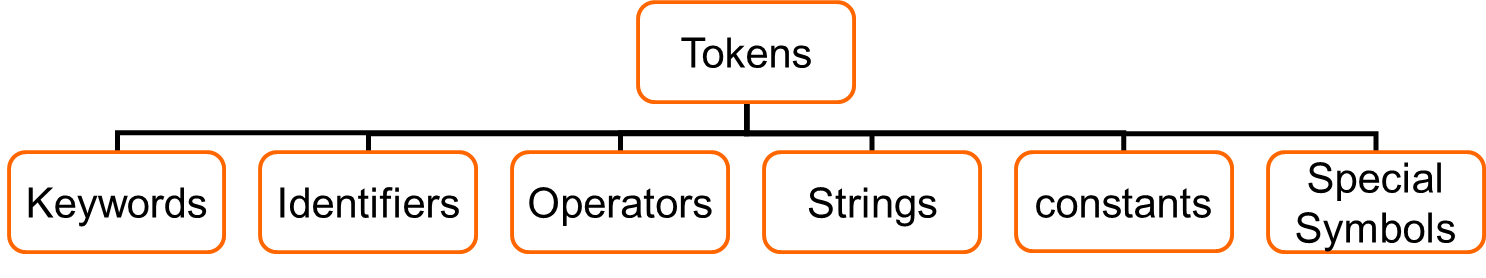 Tokens
Keywords
Identifiers
Operators
Strings
constants
Special
Symbols